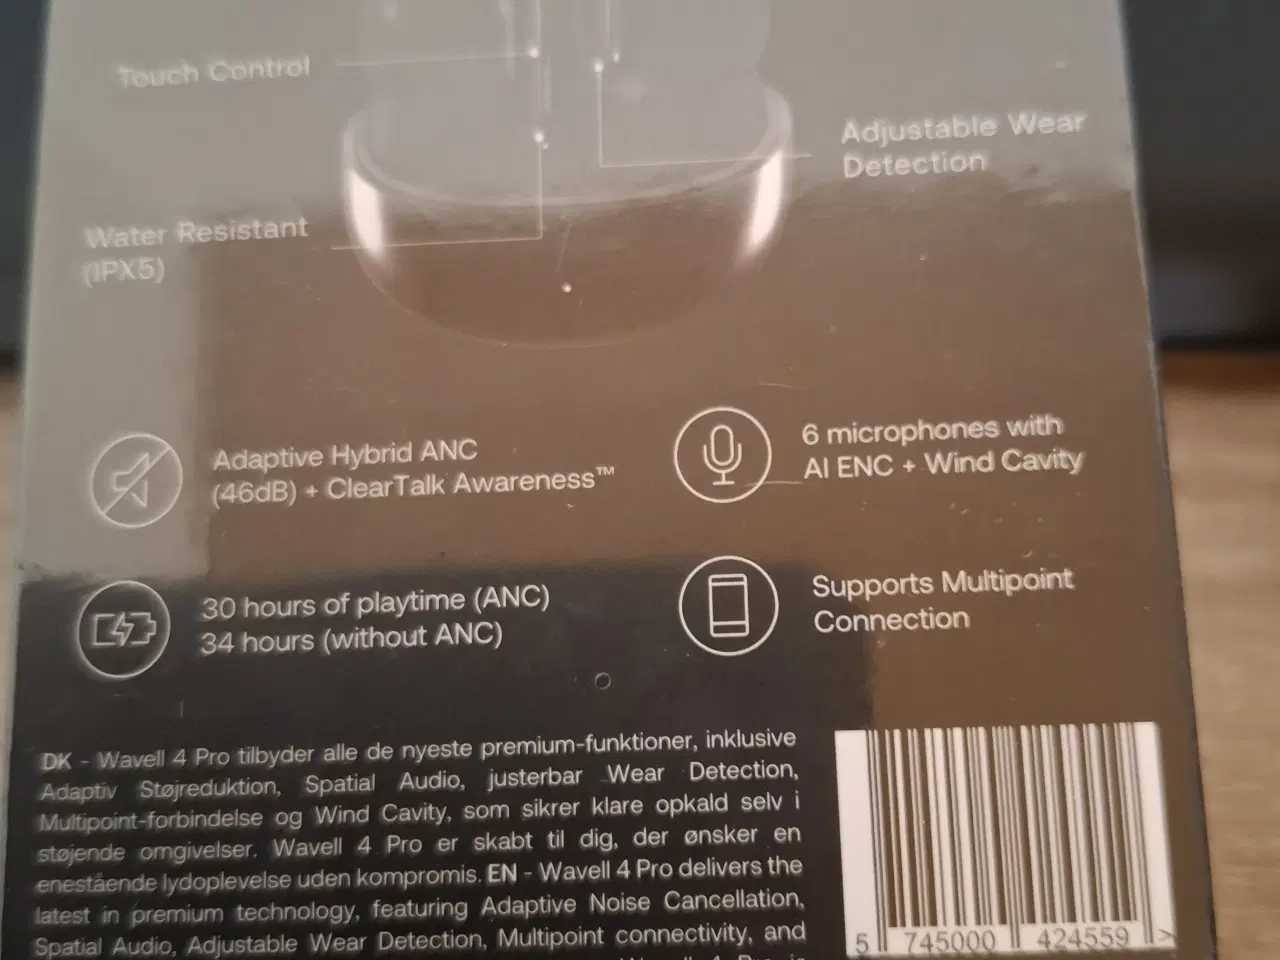 Touch Control
Adjustable Wear
Detection
Water Resistant
(IPX5)
Adaptive Hybrid ANC
(46dB) + ClearTalk Awareness™
6 microphones with
AI ENC + Wind Cavity
30 hours of playtime (ANC)
34 hours (without ANC)
Supports Multipoint
Connection
DK - Wavell 4 Pro tilbyder alle de nyeste premium-funktioner, inklusive
Adaptiv Støjreduktion, Spatial Audio, justerbar Wear Detection,
Multipoint-forbindelse og Wind Cavity, som sikrer klare opkald selv i
støjende omgivelser. Wavell 4 Pro er skabt til dig, der ønsker en
enestående lydoplevelse uden kompromis. EN - Wavell 4 Pro delivers the
latest in premium technology, featuring Adaptive Noise Cancellation,
Spatial Audio, Adjustable Wear Detection, Multipoint connectivity, and
5 745000 424559 >